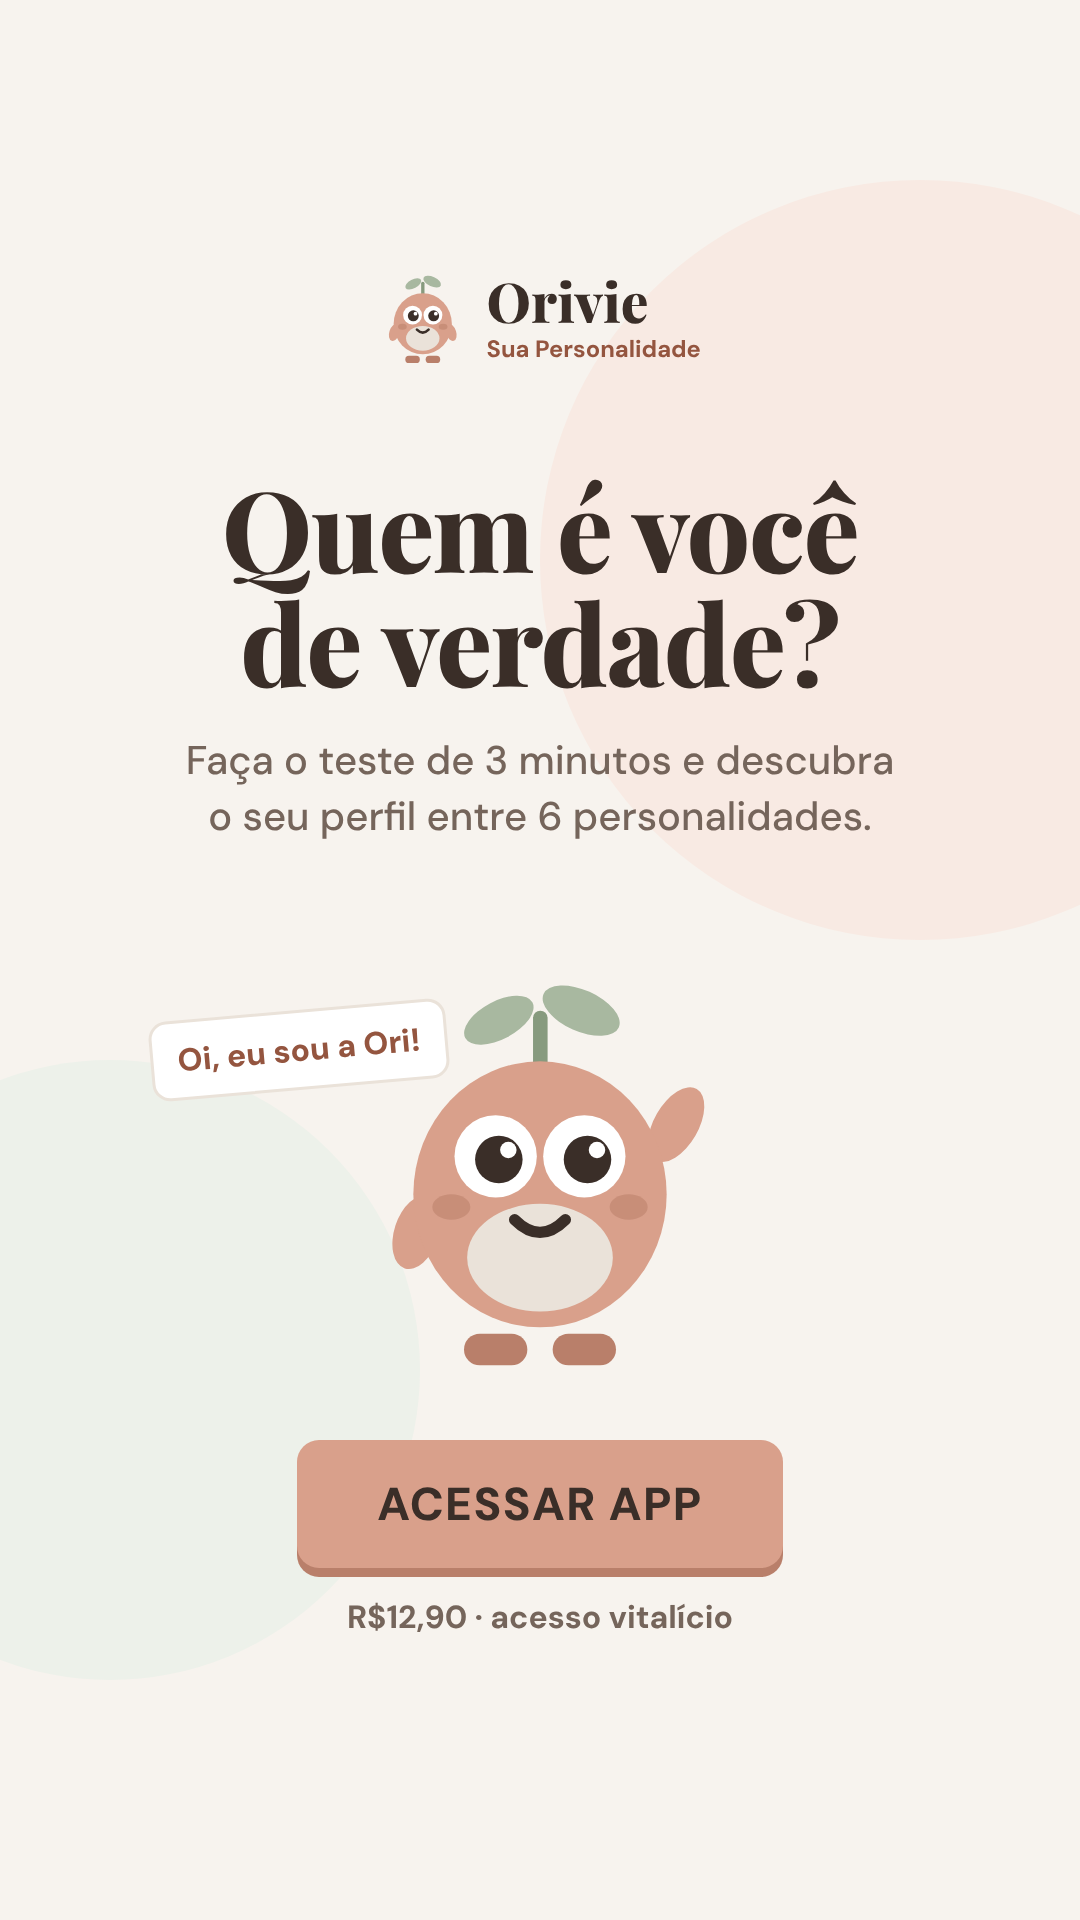 Orivie
Sua Personalidade
Quem é você
de verdade?
Faça o teste de 3 minutos e descubra
o seu perfil entre 6 personalidades.
Oi, eu sou a Ori!
ACESSAR APP
R$12,90 · acesso vitalício